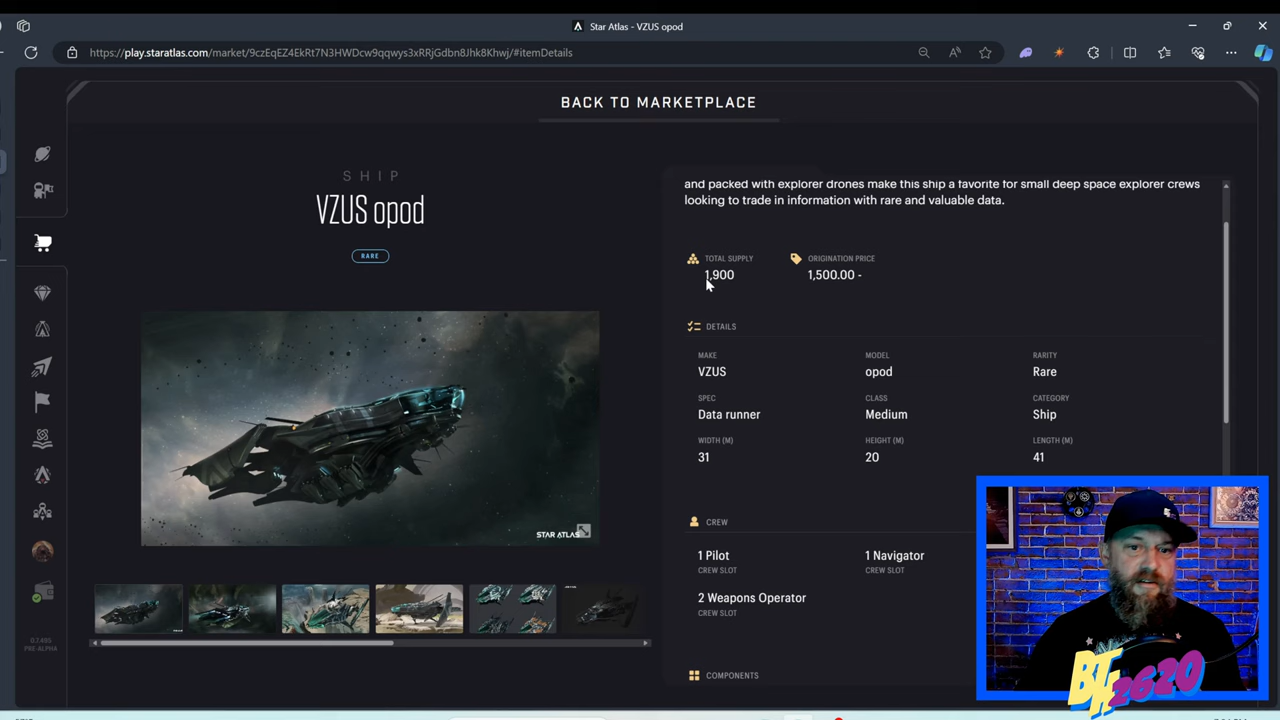 Star Atlas - VZUS opod
https://play.staratlas.com/market/9czEqEZ4EkRt7N3HWDcw9qqwys3xRRjGdbn8Jhk8Khwj/#itemDetails
BACK TO MARKETPLACE
SHIP
VZUS opod
RARE
STAR ATLAS
0.7.495
PRE-ALPHA
and packed with explorer drones make this ship a favorite for small deep space explorer crews
looking to trade in information with rare and valuable data.
TOTAL SUPPLY
1,900
ORIGINATION PRICE
1,500.00 -
DETAILS
MAKE MODEL RARITY
VZUS opod Rare
SPEC CLASS CATEGORY
Data runner Medium Ship
WIDTH (M) HEIGHT (M) LENGTH (M)
31 20 41
CREW
1 Pilot 1 Navigator
CREW SLOT CREW SLOT
2 Weapons Operator
CREW SLOT
COMPONENTS
BTK2620